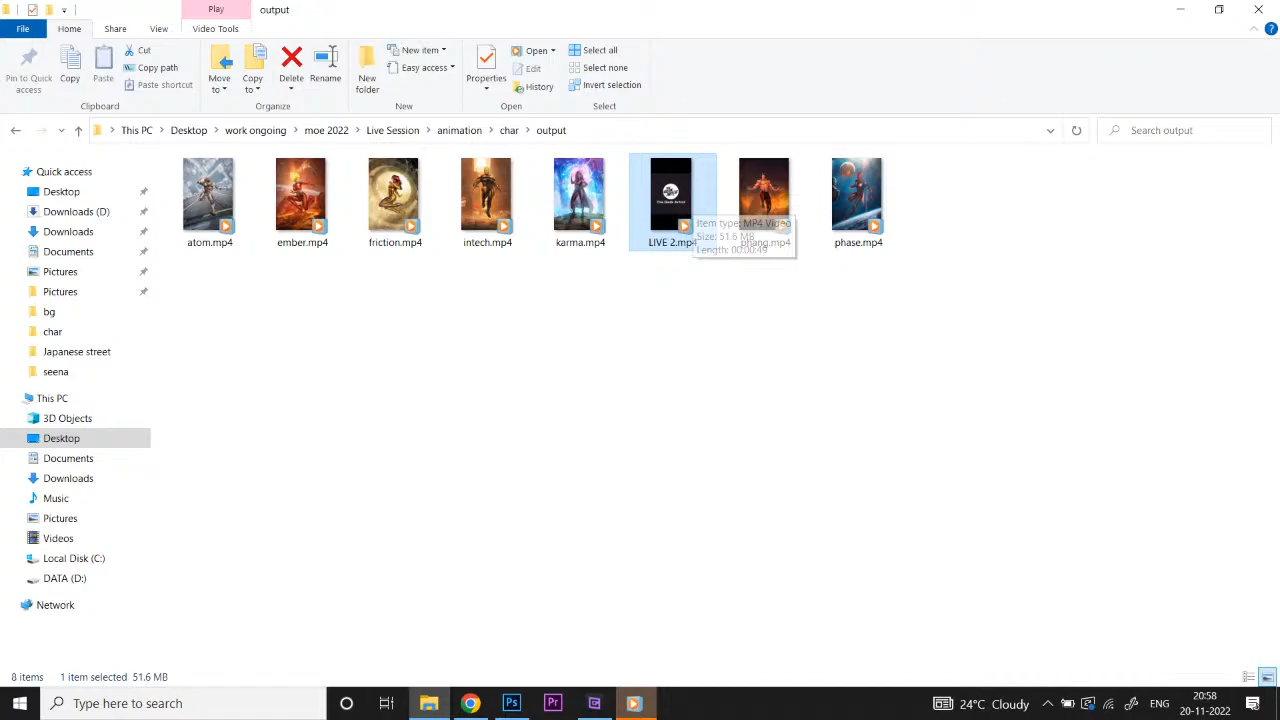 Play
output
File
Home
Share
View
Video Tools
Pin to Quick access
Copy
Paste
Cut
Copy path
Paste shortcut
Clipboard
Move to
Copy to
Delete
Rename
Organize
New folder
New item
Easy access
New
Properties
Open
Edit
History
Open
Select all
Select none
Invert selection
Select
This PC > Desktop > work ongoing > moe 2022 > Live Session > animation > char > output
Search output
Quick access
Desktop
Downloads (D)
Downloads
Documents
Pictures
Pictures
bg
char
Japanese street
seena
This PC
3D Objects
Desktop
Documents
Downloads
Music
Pictures
Videos
Local Disk (C:)
DATA (D:)
Network
atom.mp4
ember.mp4
friction.mp4
intech.mp4
karma.mp4
LIVE 2.mp4
phang.mp4
phase.mp4
Item type: MP4 Video
Size: 51.6 MB
Length: 00:00:49
8 items
1 item selected 51.6 MB
Type here to search
Ps
Pr
24°C Cloudy
ENG
20:58
20-11-2022